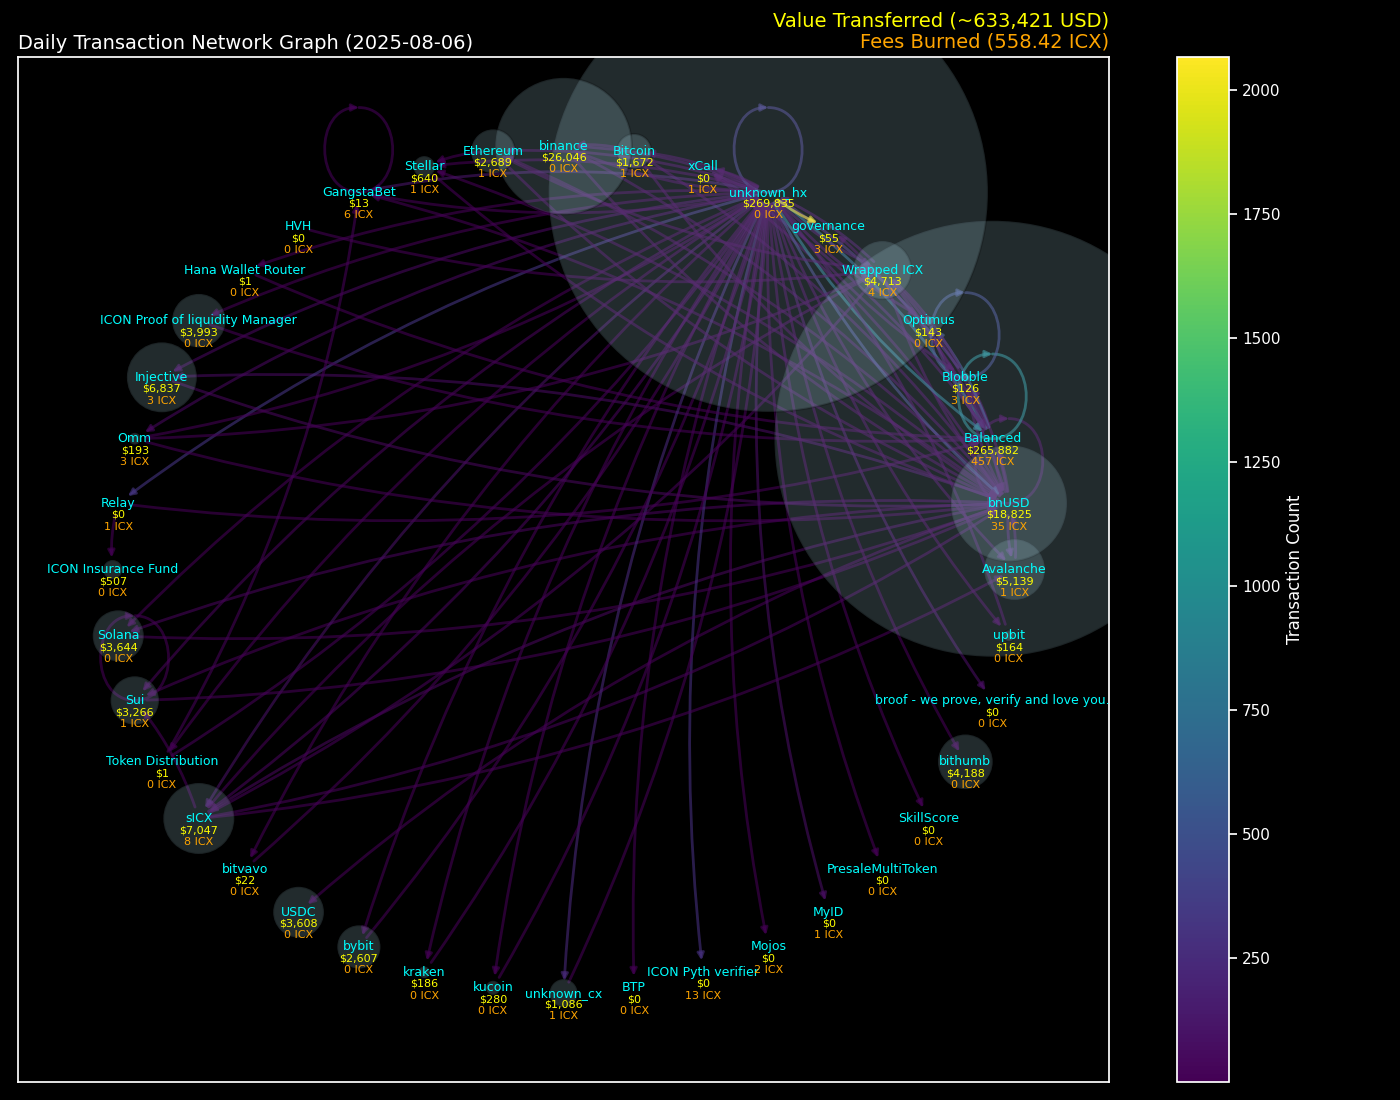 Value Transferred (~633,421 USD)
Daily Transaction Network Graph (2025-08-06)
Fees Burned (558.42 ICX)
binance
$26,046
0 ICX
Ethereum
$2,689
1 ICX
Bitcoin
$1,672
1 ICX
Stellar
$640
1 ICX
xCall
$0
1 ICX
GangstaBet
$13
6 ICX
unknown_hx
$269,835
0 ICX
HVH
$0
0 ICX
governance
$55
3 ICX
Hana Wallet Router
$1
0 ICX
Wrapped ICX
$4,713
4 ICX
ICON Proof of liquidity Manager
$3,993
0 ICX
Optimus
$143
0 ICX
Injective
$6,837
3 ICX
Blobble
$126
3 ICX
Omm
$193
3 ICX
Balanced
$265,882
457 ICX
Relay
$0
1 ICX
bnUSD
$18,825
35 ICX
ICON Insurance Fund
$507
0 ICX
Avalanche
$5,139
1 ICX
Solana
$3,644
0 ICX
upbit
$164
0 ICX
Sui
$3,266
1 ICX
broof - we prove, verify and love you.
$0
0 ICX
Token Distribution
$1
0 ICX
bithumb
$4,188
0 ICX
sICX
$7,047
8 ICX
SkillScore
$0
0 ICX
bitvavo
$22
0 ICX
PresaleMultiToken
$0
0 ICX
USDC
$3,608
0 ICX
MyID
$0
1 ICX
bybit
$2,607
0 ICX
Mojos
$0
2 ICX
kraken
$186
0 ICX
ICON Pyth verifier
$0
13 ICX
kucoin
$280
0 ICX
unknown_cx
$1,086
1 ICX
BTP
$0
0 ICX
2000
1750
1500
1250
1000
750
500
250
Transaction Count